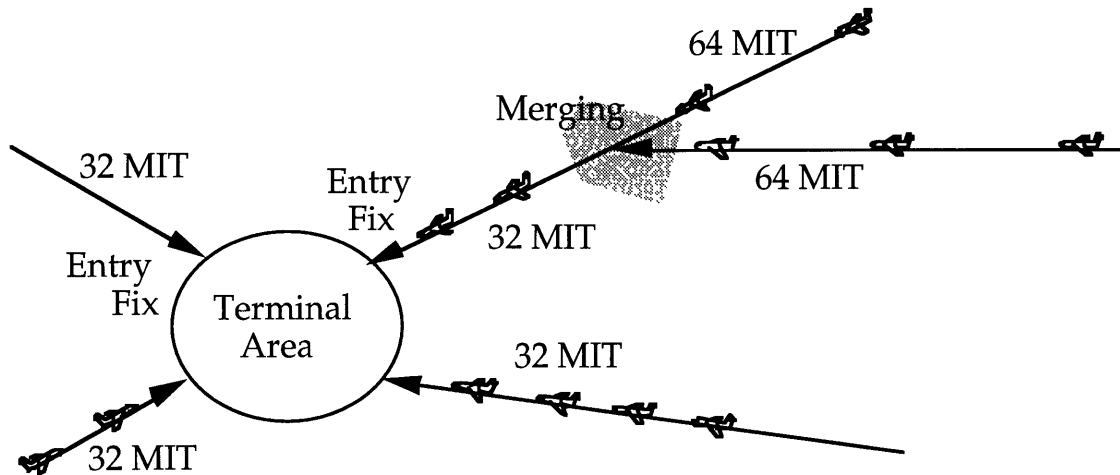 64 MIT
Merging
32 MIT
64 MIT
Entry
Fix
32 MIT
Entry
Fix
Terminal
Area
32 MIT
32 MIT